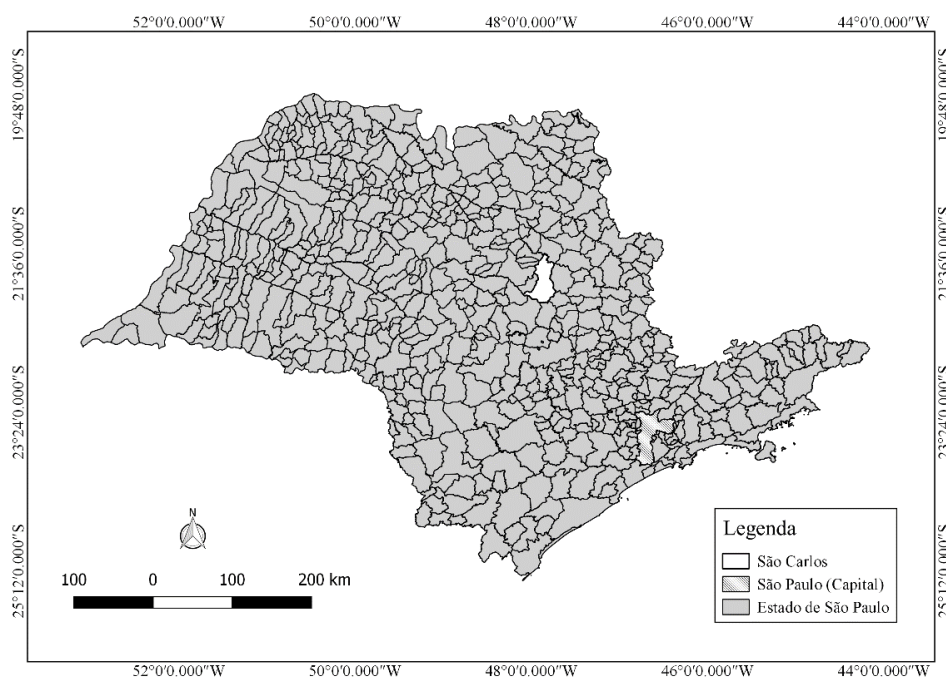 52°0'0.000"W 50°0'0.000"W 48°0'0.000"W 46°0'0.000"W 44°0'0.000"W
19°48'0.000"S
19°48'0.000"S
21°36'0.000"S
21°36'0.000"S
23°24'0.000"S
23°24'0.000"S
25°12'0.000"S
25°12'0.000"S
N
100 0 100 200 km
Legenda
São Carlos
São Paulo (Capital)
Estado de São Paulo
52°0'0.000"W 50°0'0.000"W 48°0'0.000"W 46°0'0.000"W 44°0'0.000"W